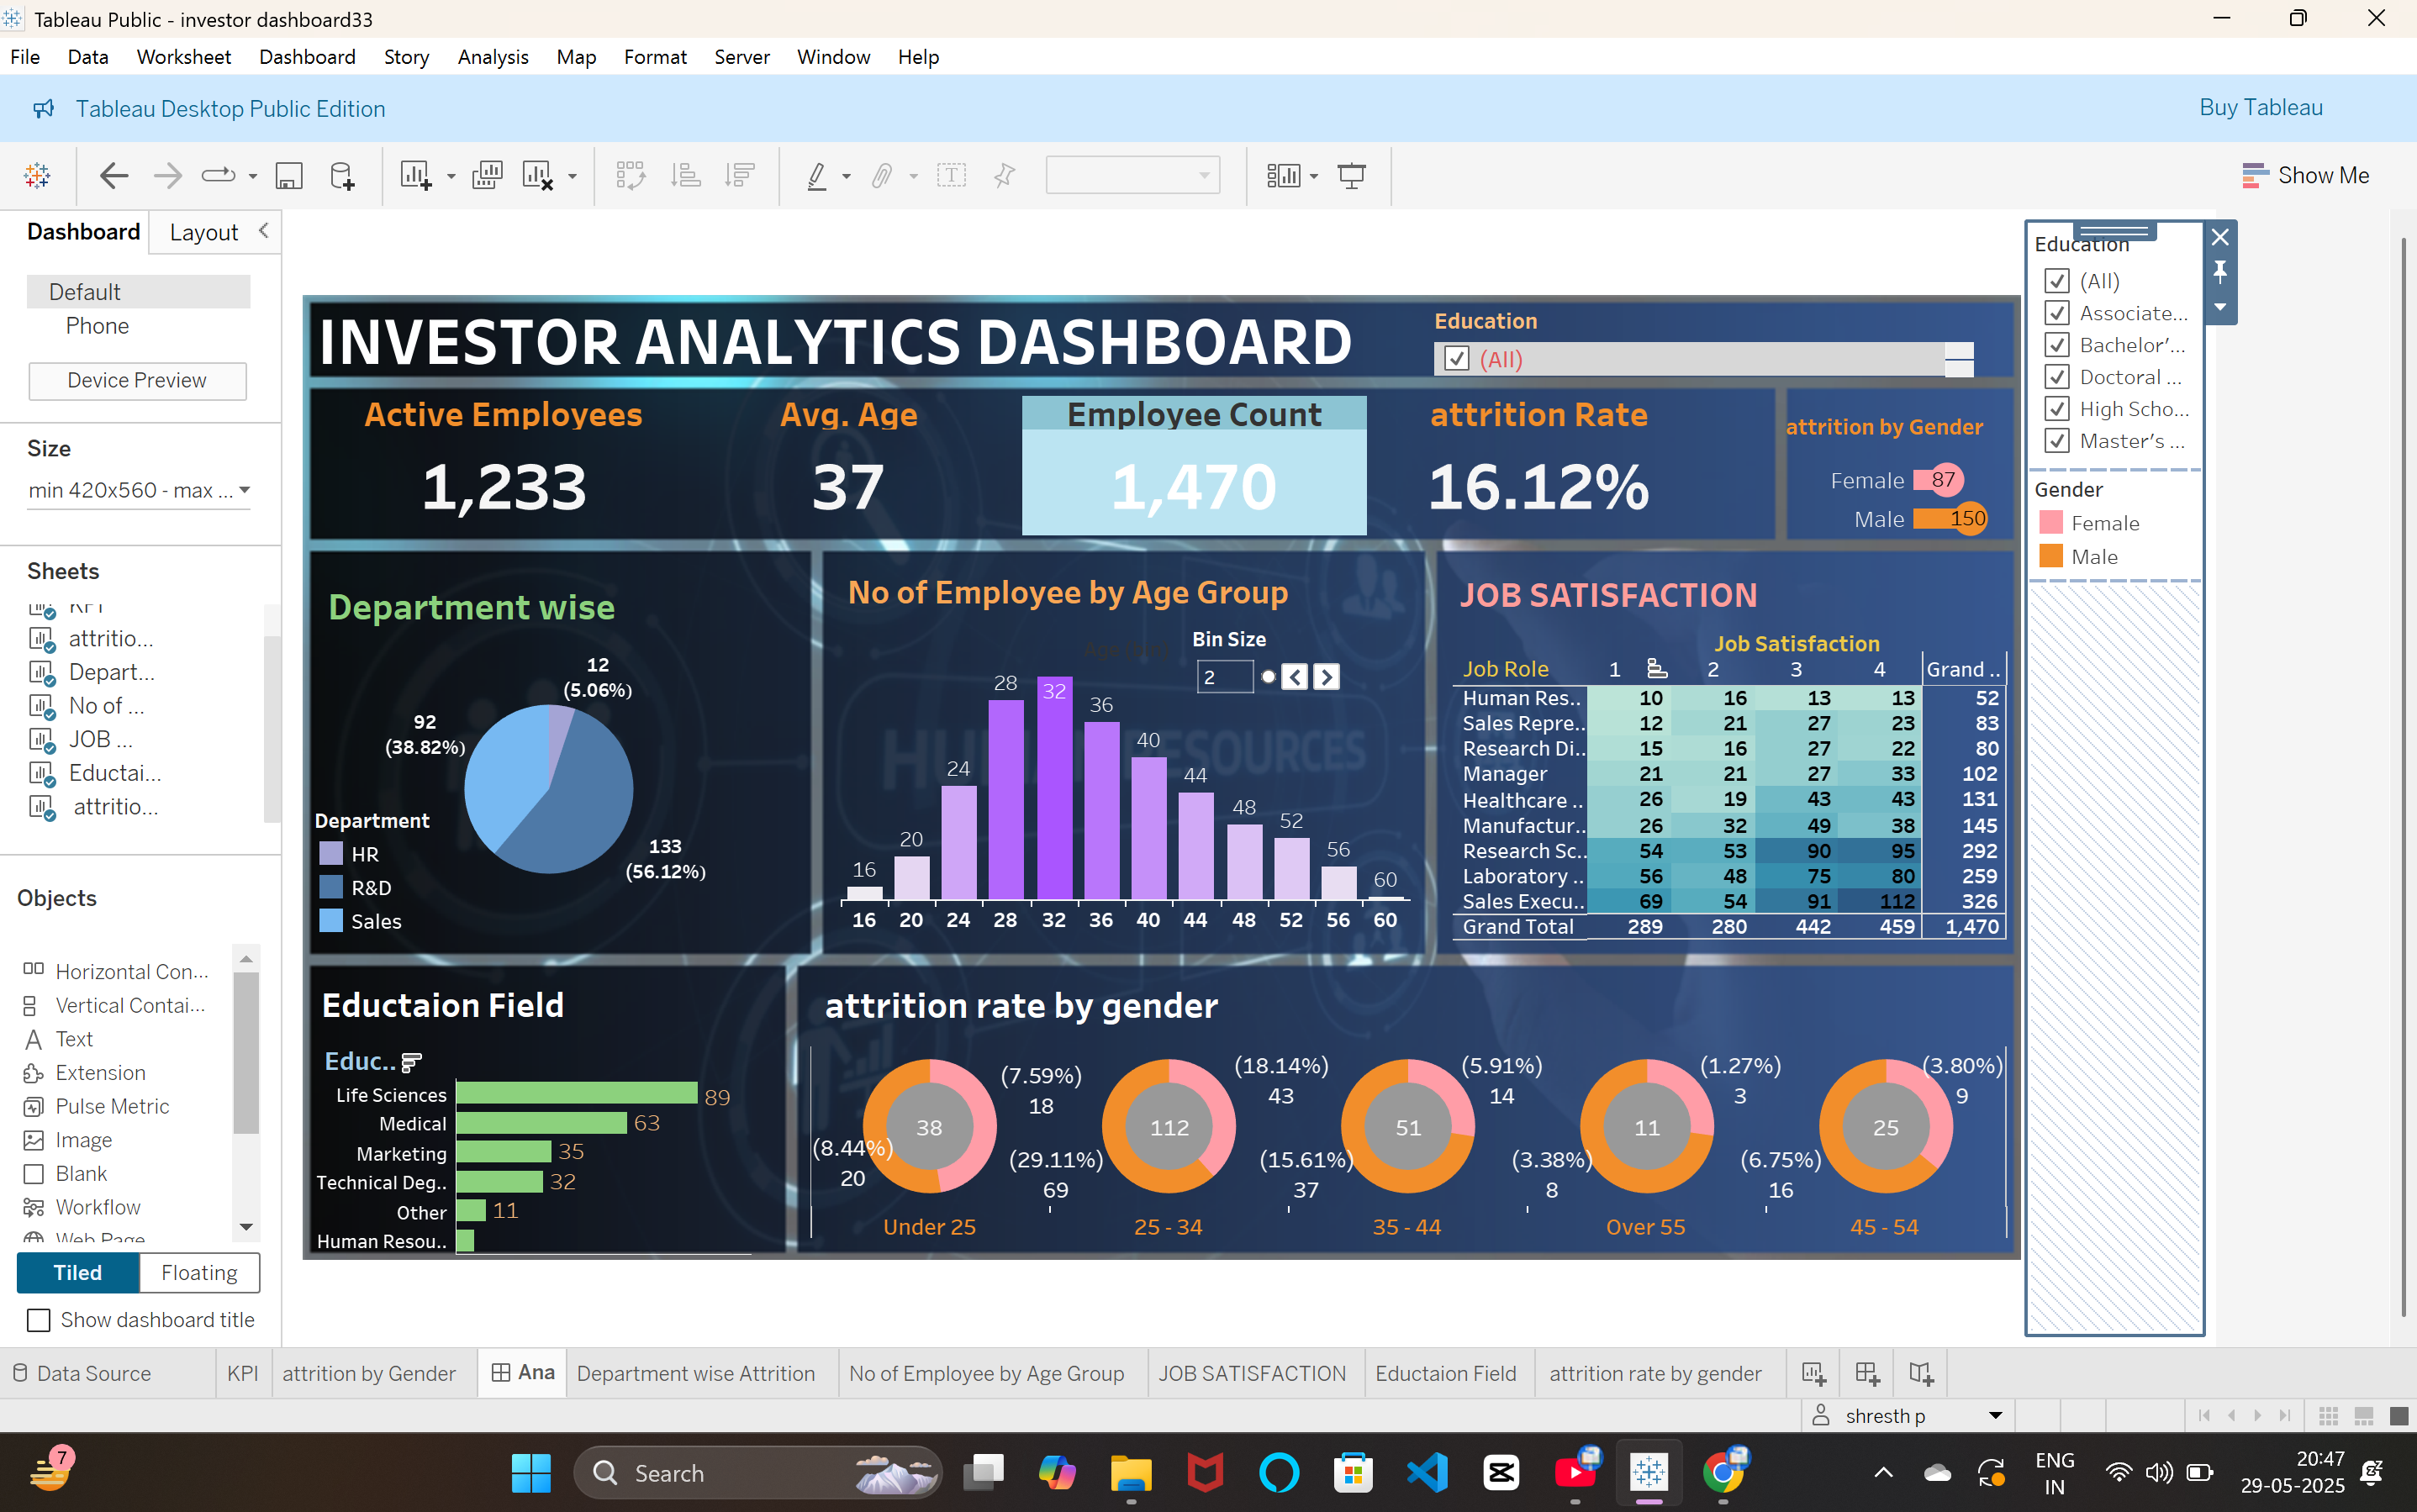 Tableau Public - investor dashboard33
File Data Worksheet Dashboard Story Analysis Map Format Server Window Help
Tableau Desktop Public Edition
Buy Tableau
Show Me
Dashboard Layout
Default
Phone
Device Preview
Size
min 420x560 - max ...
Sheets
KPI
attritio...
Depart...
No of ...
JOB ...
Eductai...
attritio...
Objects
Horizontal Con...
Vertical Contai...
Text
Extension
Pulse Metric
Image
Blank
Workflow
Web Page
Tiled Floating
Show dashboard title
INVESTOR ANALYTICS DASHBOARD
Education
(All)
Active Employees
1,233
Avg. Age
37
Employee Count
1,470
attrition Rate
16.12%
attrition by Gender
Female 87
Male 150
Department wise
12
(5.06%)
92
(38.82%)
133
(56.12%)
Department
HR
R&D
Sales
No of Employee by Age Group
Age (bin)
Bin Size
2
16 20 24 28 32 36 40 44 48 52 56 60
16 20 24 28 32 36 40 44 48 52 56 60
HUMAN RESOURCES
JOB SATISFACTION
Job Satisfaction
Job Role 1 2 3 4 Grand ..
Human Res.. 10 16 13 13 52
Sales Repre.. 12 21 27 23 83
Research Di.. 15 16 27 22 80
Manager 21 21 27 33 102
Healthcare .. 26 19 43 43 131
Manufactur.. 26 32 49 38 145
Research Sc.. 54 53 90 95 292
Laboratory .. 56 48 75 80 259
Sales Execu.. 69 54 91 112 326
Grand Total 289 280 442 459 1,470
Eductaion Field
Educ..
Life Sciences 89
Medical 63
Marketing 35
Technical Deg.. 32
Other 11
Human Resou..
attrition rate by gender
(7.59%)
18
38
(8.44%)
20
Under 25
(18.14%)
43
112
(29.11%)
69
25 - 34
(5.91%)
14
51
(15.61%)
37
35 - 44
(1.27%)
3
11
(3.38%)
8
Over 55
(3.80%)
9
25
(6.75%)
16
45 - 54
Education
(All)
Associate...
Bachelor’...
Doctoral ...
High Scho...
Master’s ...
Gender
Female
Male
Data Source KPI attrition by Gender Ana Department wise Attrition No of Employee by Age Group JOB SATISFACTION Eductaion Field attrition rate by gender
shresth p
7
Search
ENG
IN
20:47
29-05-2025